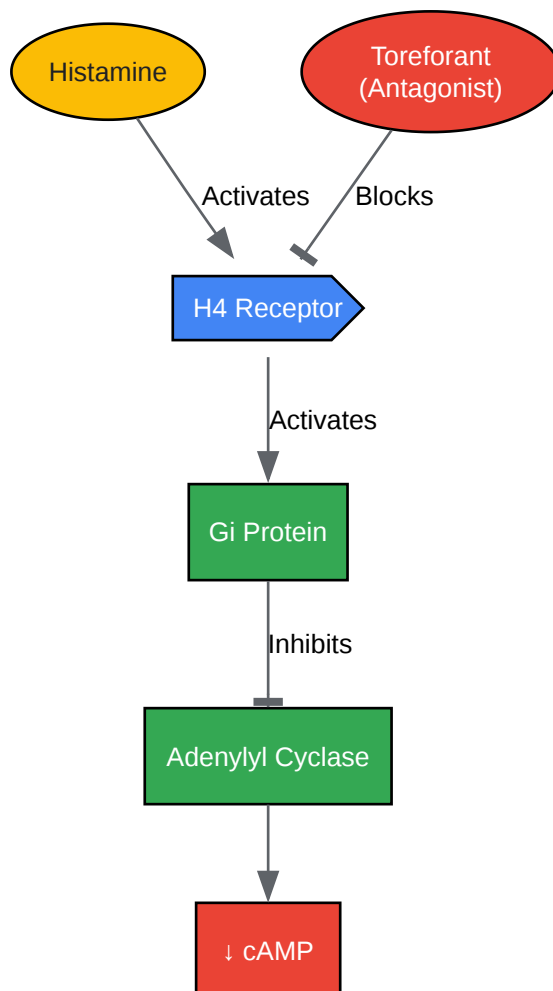 Histamine
Toreforant
(Antagonist)
Activates
Blocks
H4 Receptor
Activates
Gi Protein
Inhibits
Adenylyl Cyclase
↓ cAMP